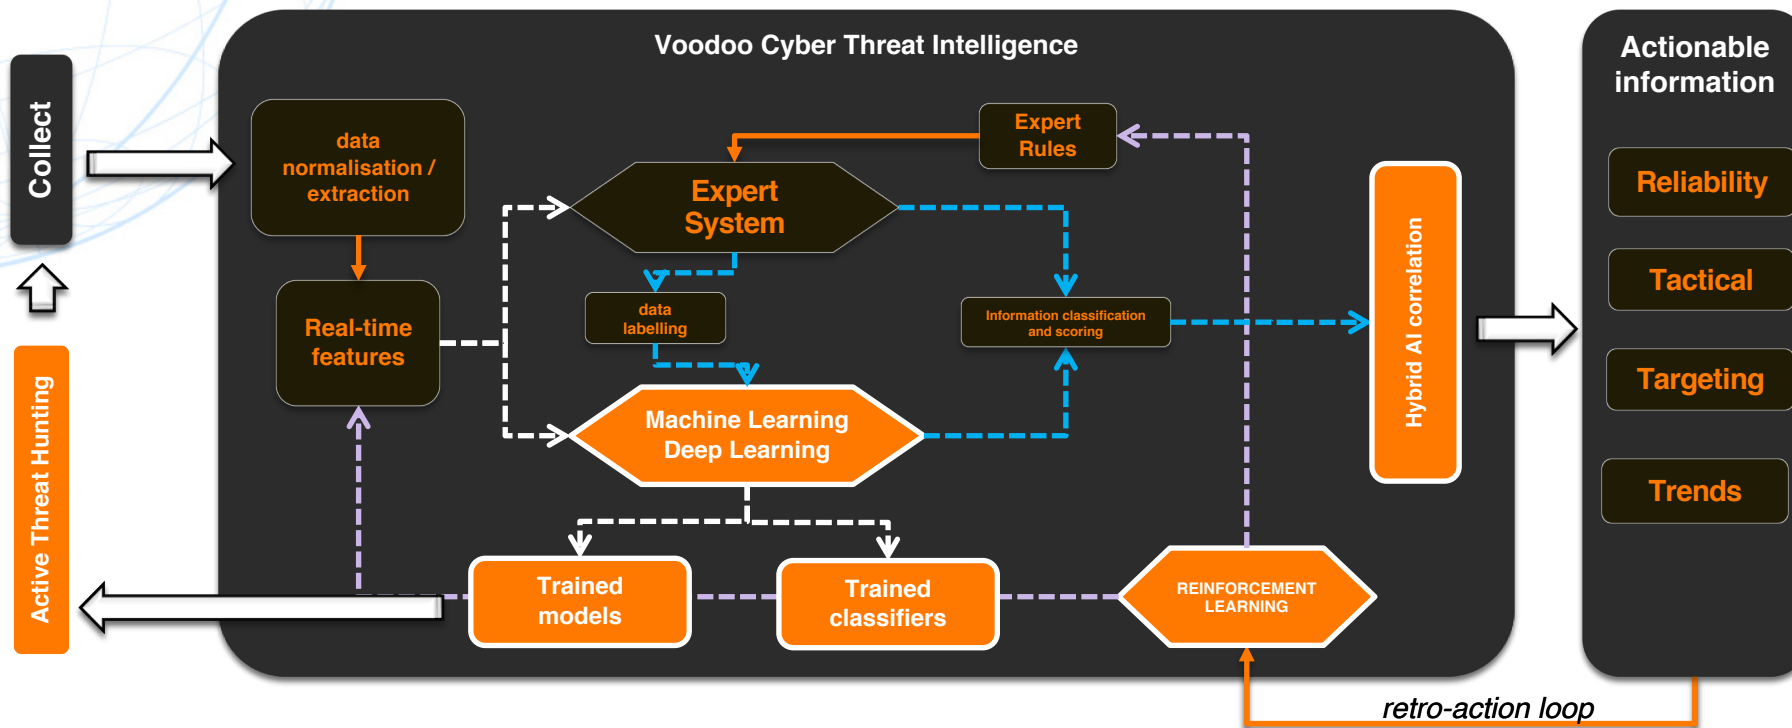 Voodoo Cyber Threat Intelligence
Actionable
information
Collect
data
normalisation /
extraction
Expert
Rules
Expert
System
Reliability
Tactical
Targeting
Trends
Real-time
features
data
labelling
Information classification
and scoring
Hybrid AI correlation
Machine Learning
Deep Learning
Active Threat Hunting
Trained
models
Trained
classifiers
REINFORCEMENT
LEARNING
retro-action loop